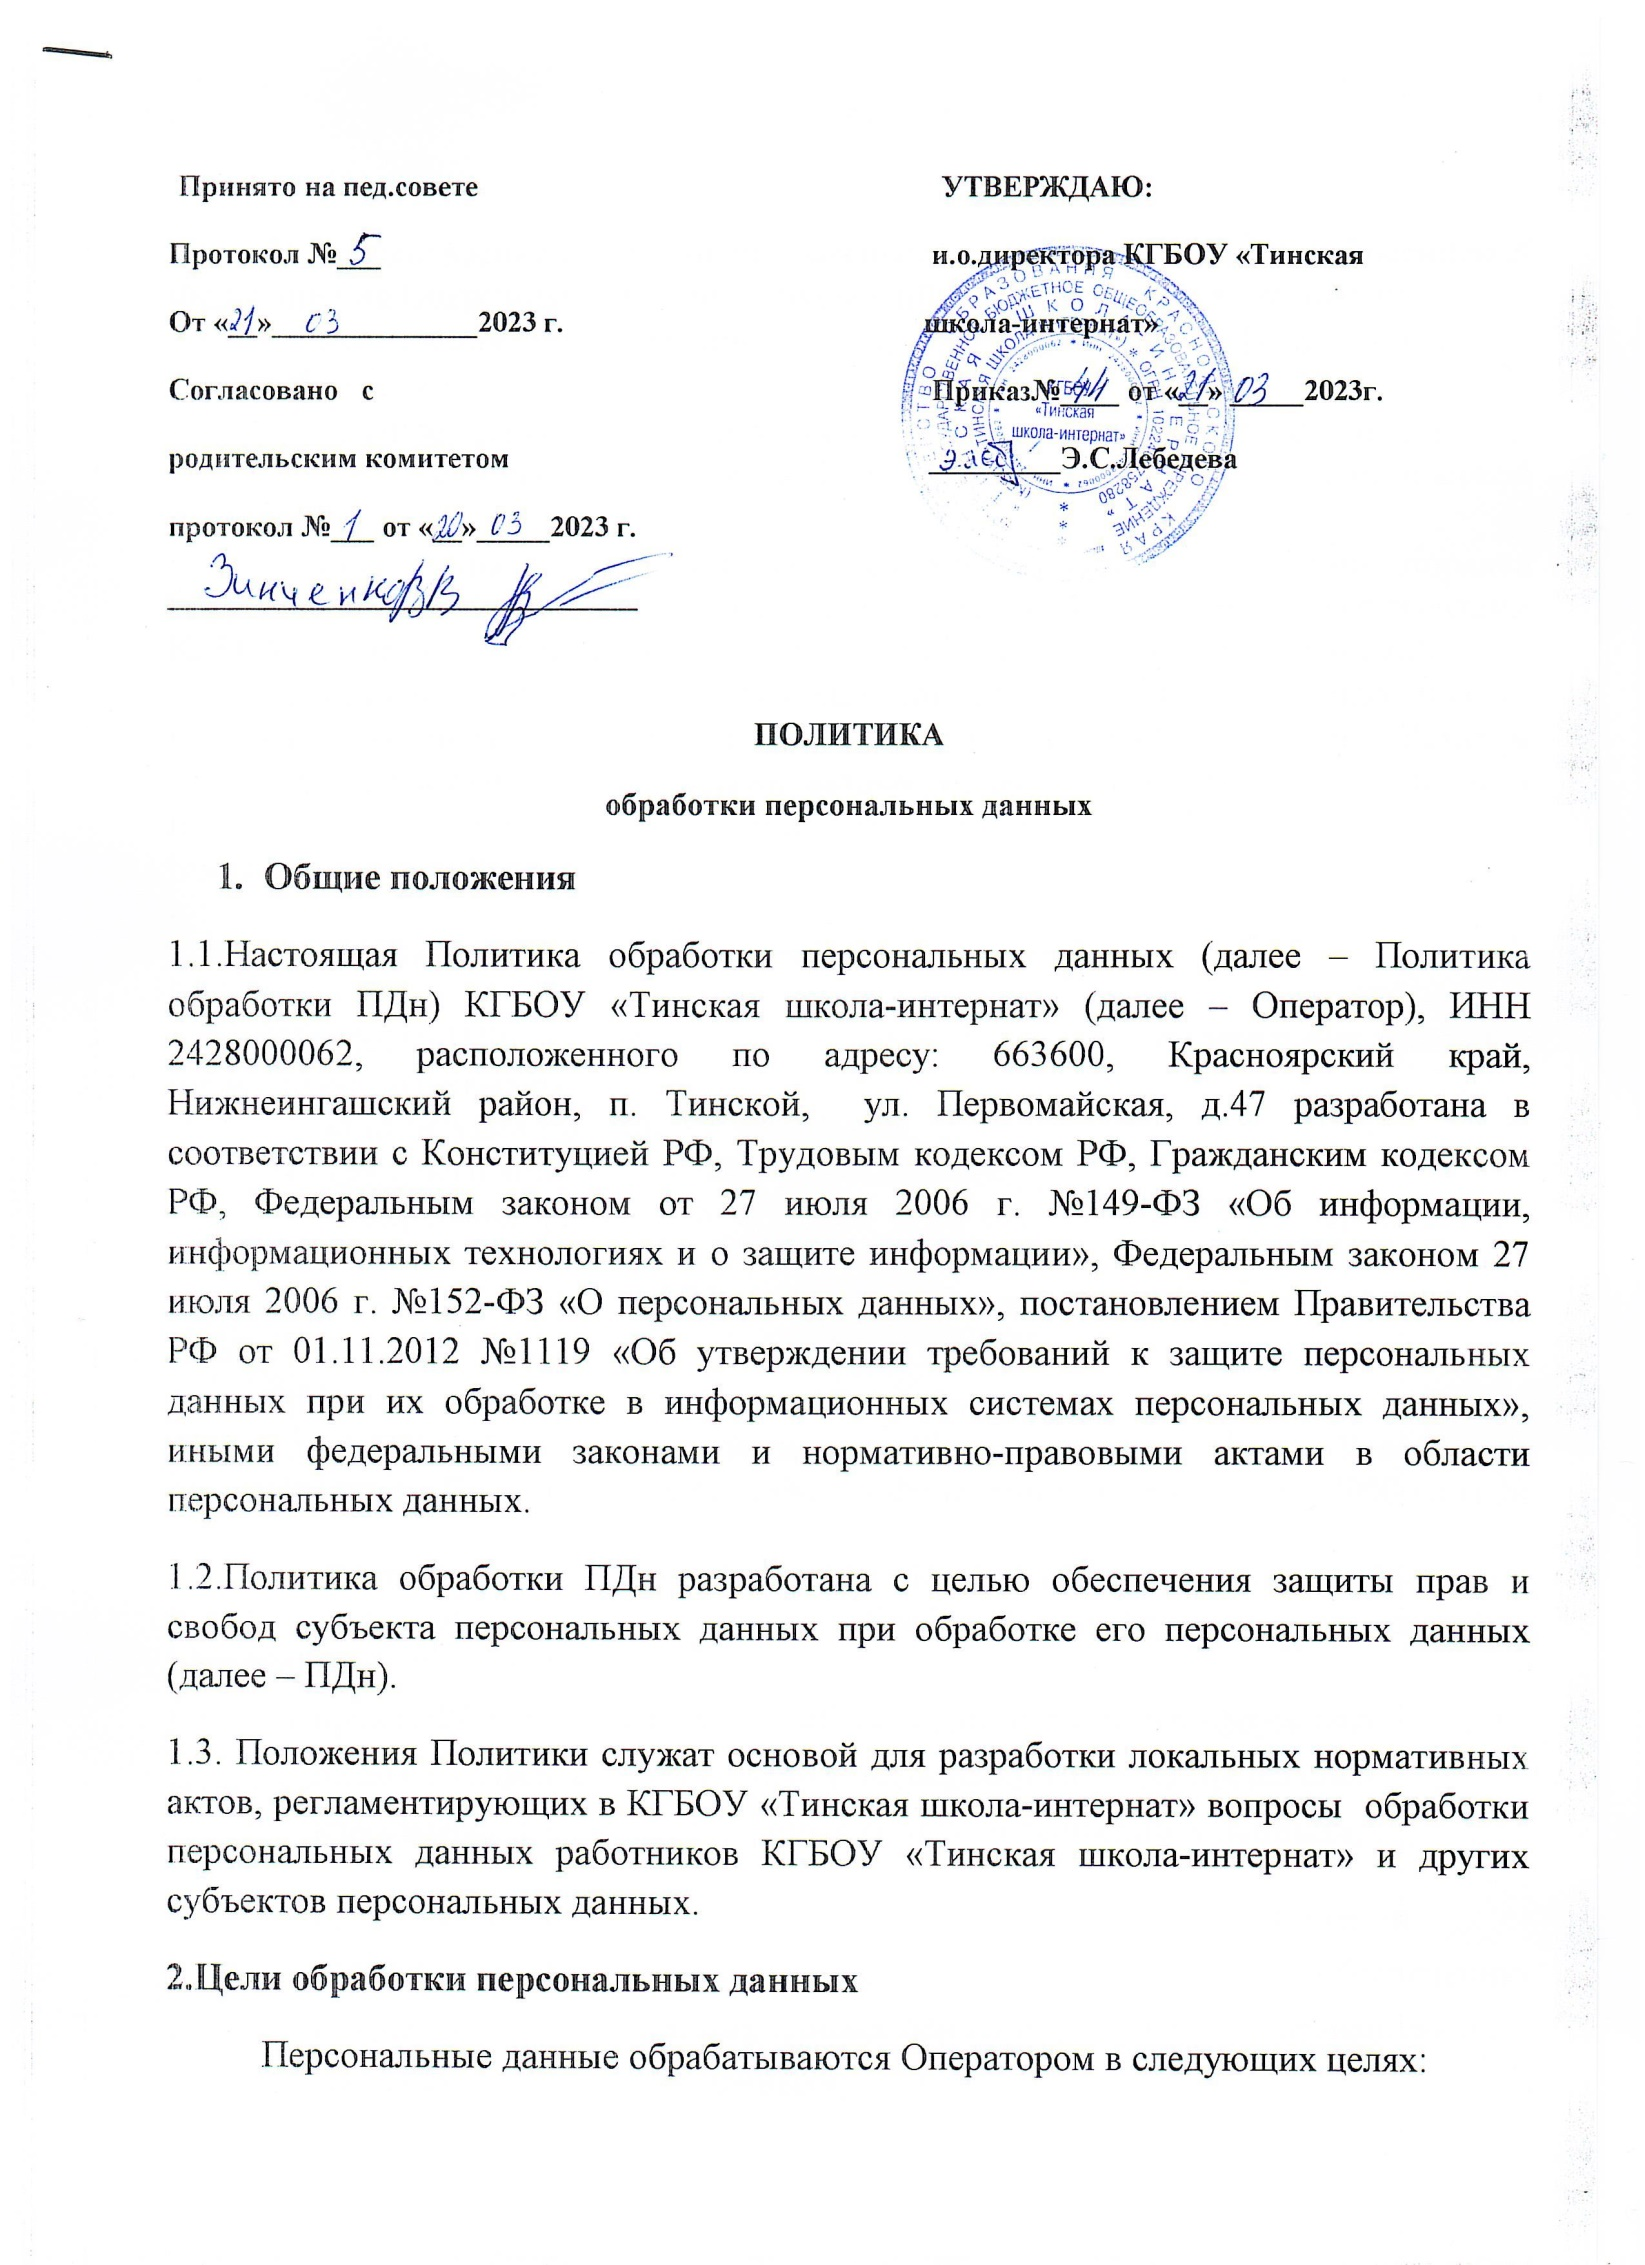 Принято на пед.совете
Протокол № 5
От «21» 03 2023 г.
Согласовано с
родительским комитетом
протокол № 1 от «20» 03 2023 г.
Зинченко В В
УТВЕРЖДАЮ:
и.о.директора КГБОУ «Тинская
школа-интернат»
Приказ№ от «21» 03 2023г.
Э.С.Лебедева
КГБОУ
«Тинская
школа-интернат»
ПОЛИТИКА
обработки персональных данных
1. Общие положения
1.1.Настоящая Политика обработки персональных данных (далее – Политика
обработки ПДн) КГБОУ «Тинская школа-интернат» (далее – Оператор), ИНН
2428000062, расположенного по адресу: 663600, Красноярский край,
Нижнеингашский район, п. Тинской, ул. Первомайская, д.47 разработана в
соответствии с Конституцией РФ, Трудовым кодексом РФ, Гражданским кодексом
РФ, Федеральным законом от 27 июля 2006 г. №149-ФЗ «Об информации,
информационных технологиях и о защите информации», Федеральным законом 27
июля 2006 г. №152-ФЗ «О персональных данных», постановлением Правительства
РФ от 01.11.2012 №1119 «Об утверждении требований к защите персональных
данных при их обработке в информационных системах персональных данных»,
иными федеральными законами и нормативно-правовыми актами в области
персональных данных.
1.2.Политика обработки ПДн разработана с целью обеспечения защиты прав и
свобод субъекта персональных данных при обработке его персональных данных
(далее – ПДн).
1.3. Положения Политики служат основой для разработки локальных нормативных
актов, регламентирующих в КГБОУ «Тинская школа-интернат» вопросы обработки
персональных данных работников КГБОУ «Тинская школа-интернат» и других
субъектов персональных данных.
2.Цели обработки персональных данных
Персональные данные обрабатываются Оператором в следующих целях: